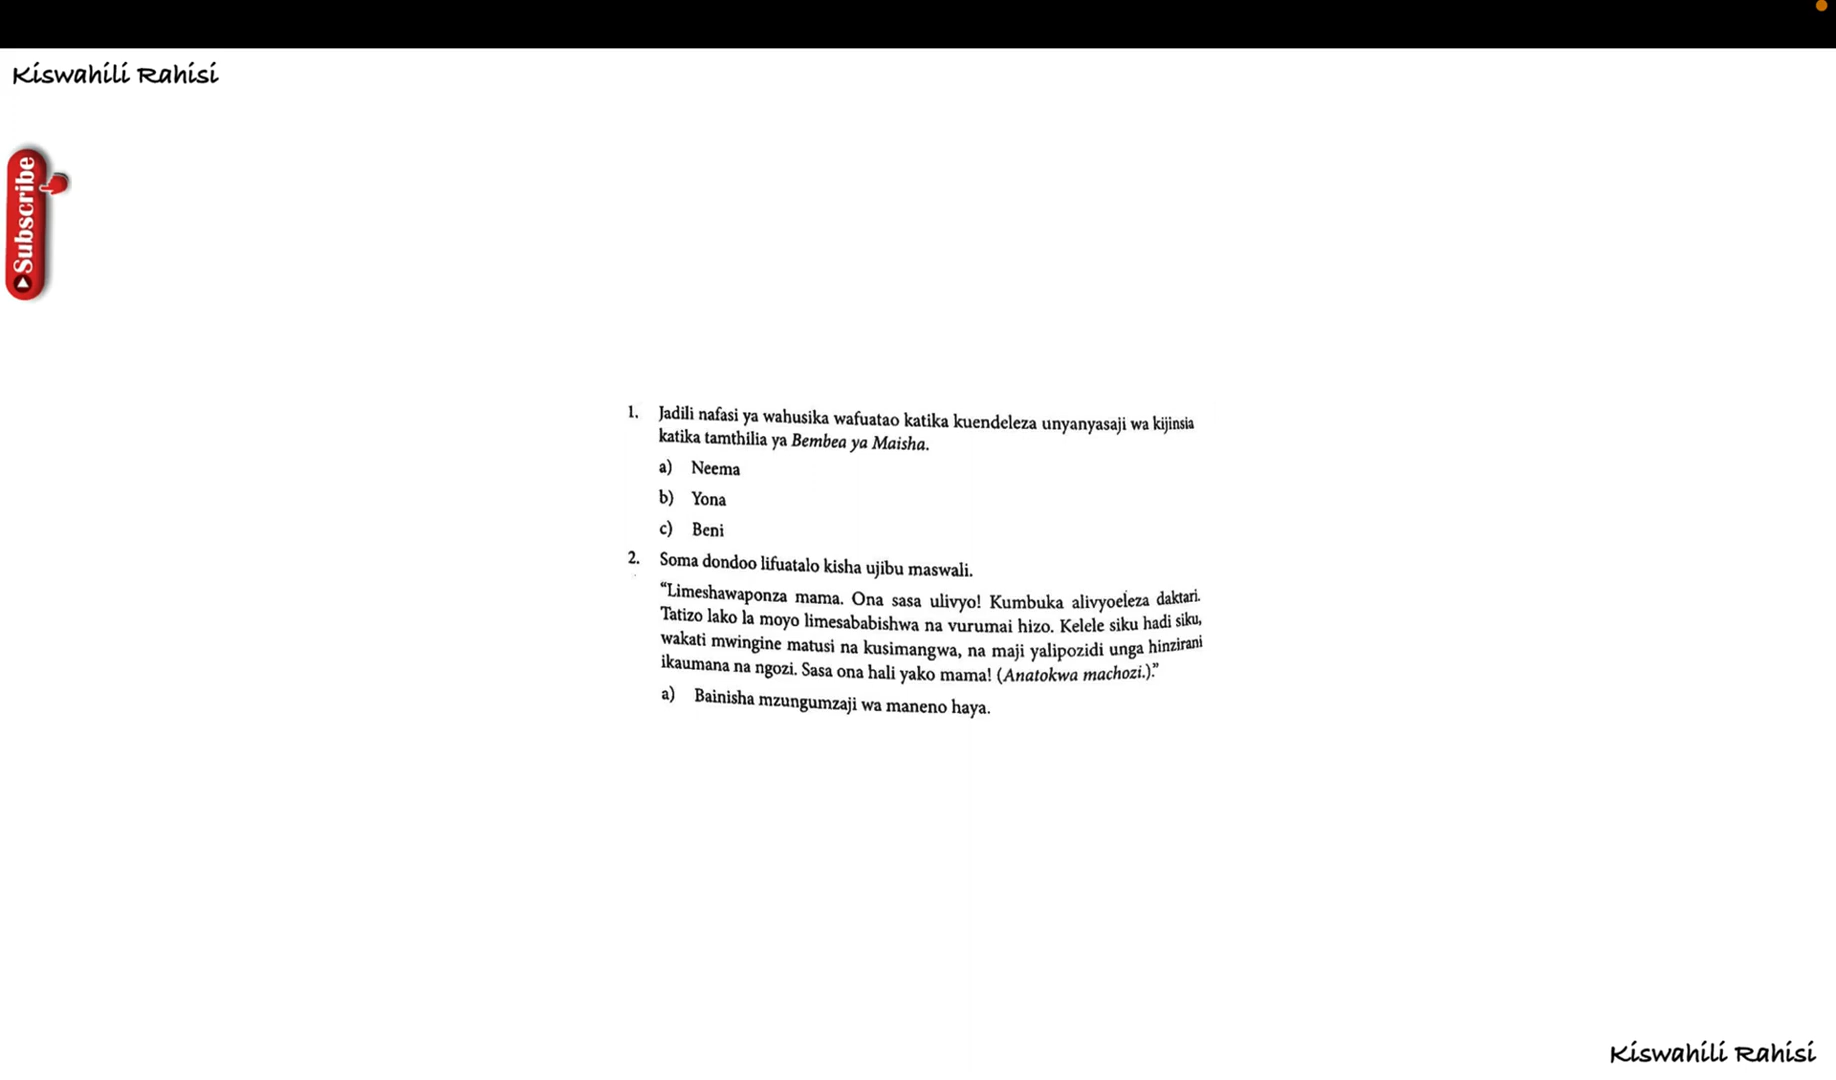 Kiswahili Rahisi
Subscribe
1. Jadili nafasi ya wahusika wafuatao katika kuendeleza unyanyasaji wa kijinsia
katika tamthilia ya Bembea ya Maisha.
a) Neema
b) Yona
c) Beni
2. Soma dondoo lifuatalo kisha ujibu maswali.
“Limeshawaponza mama. Ona sasa ulivyo! Kumbuka alivyoeleza daktari.
Tatizo lako la moyo limesababishwa na vurumai hizo. Kelele siku hadi siku,
wakati mwingine matusi na kusimangwa, na maji yalipozidi unga hinzirani
ikaumana na ngozi. Sasa ona hali yako mama! (Anatokwa machozi.).”
a) Bainisha mzungumzaji wa maneno haya.
Kiswahili Rahisi